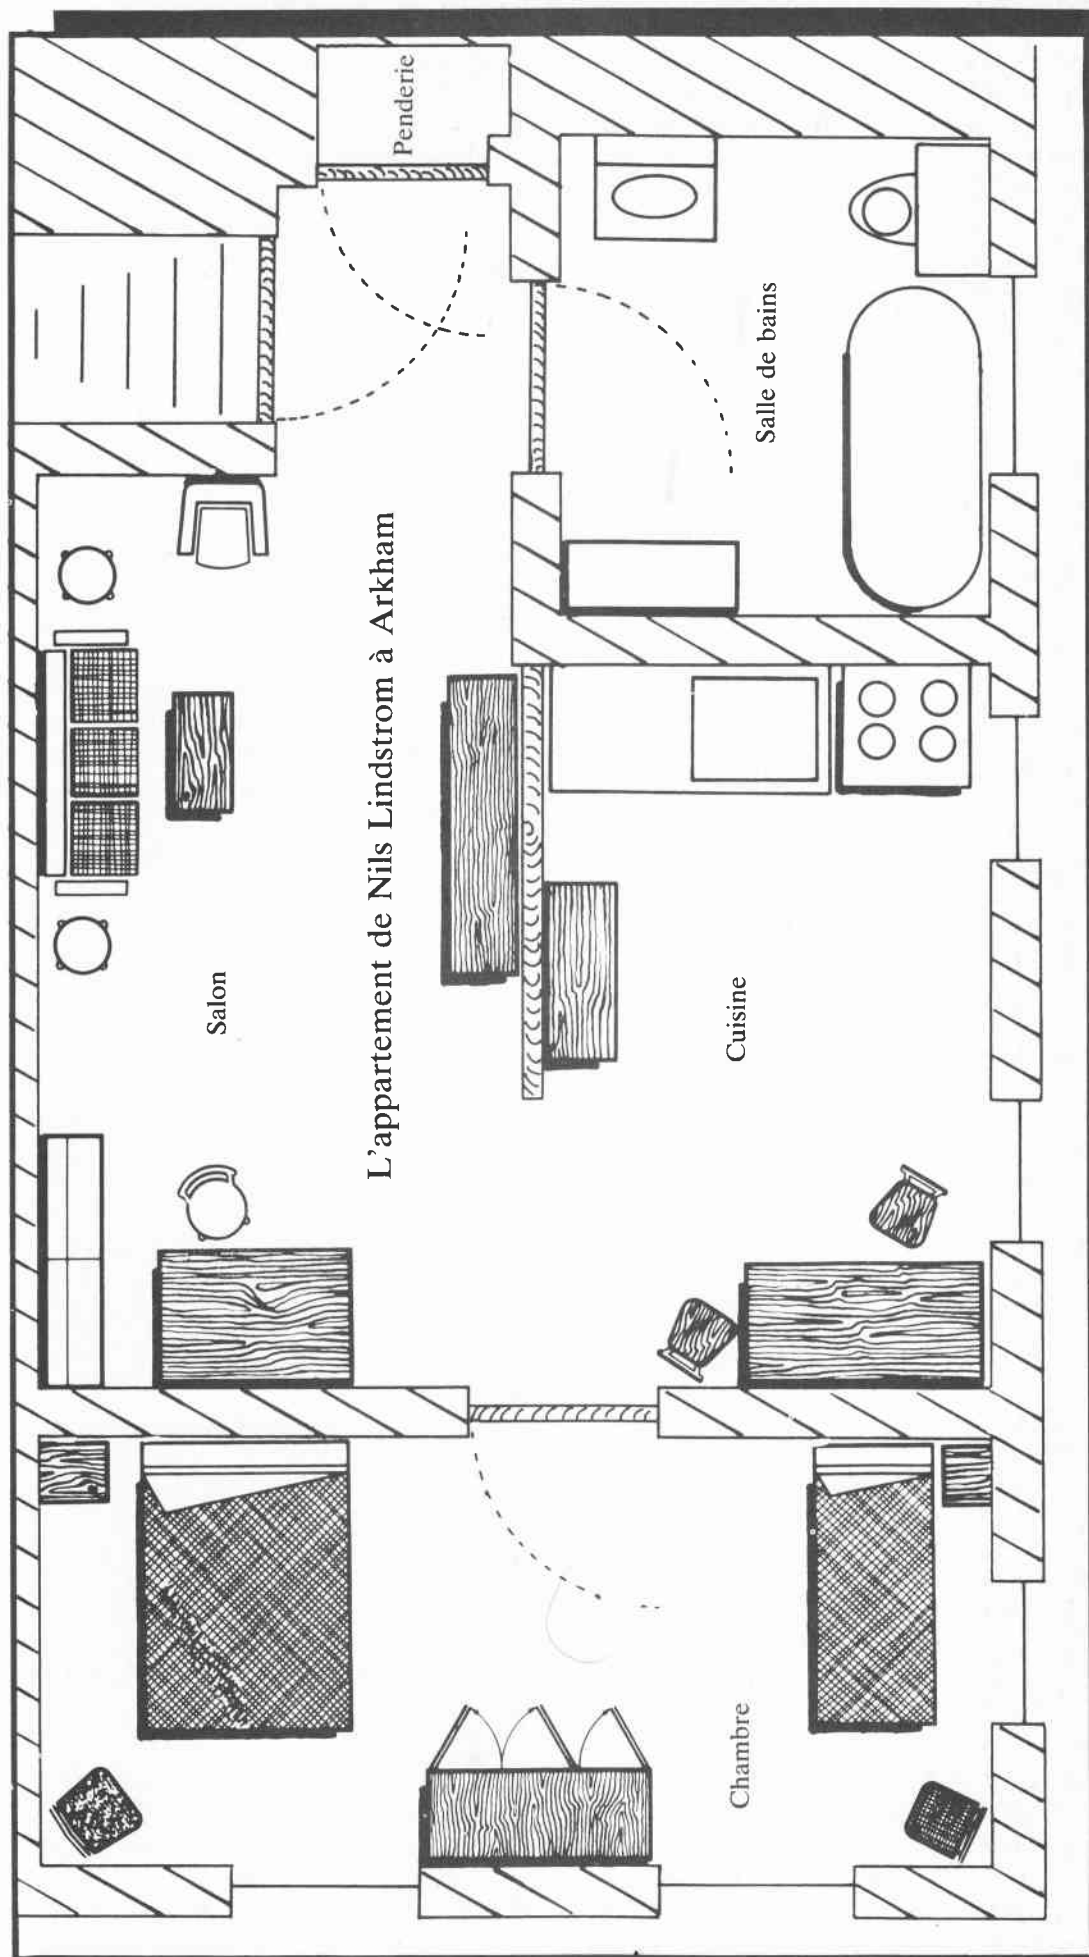 L'appartement de Nils Lindstrom à Arkham
Chambre
Salon
Cuisine
Salle de bains
Penderie